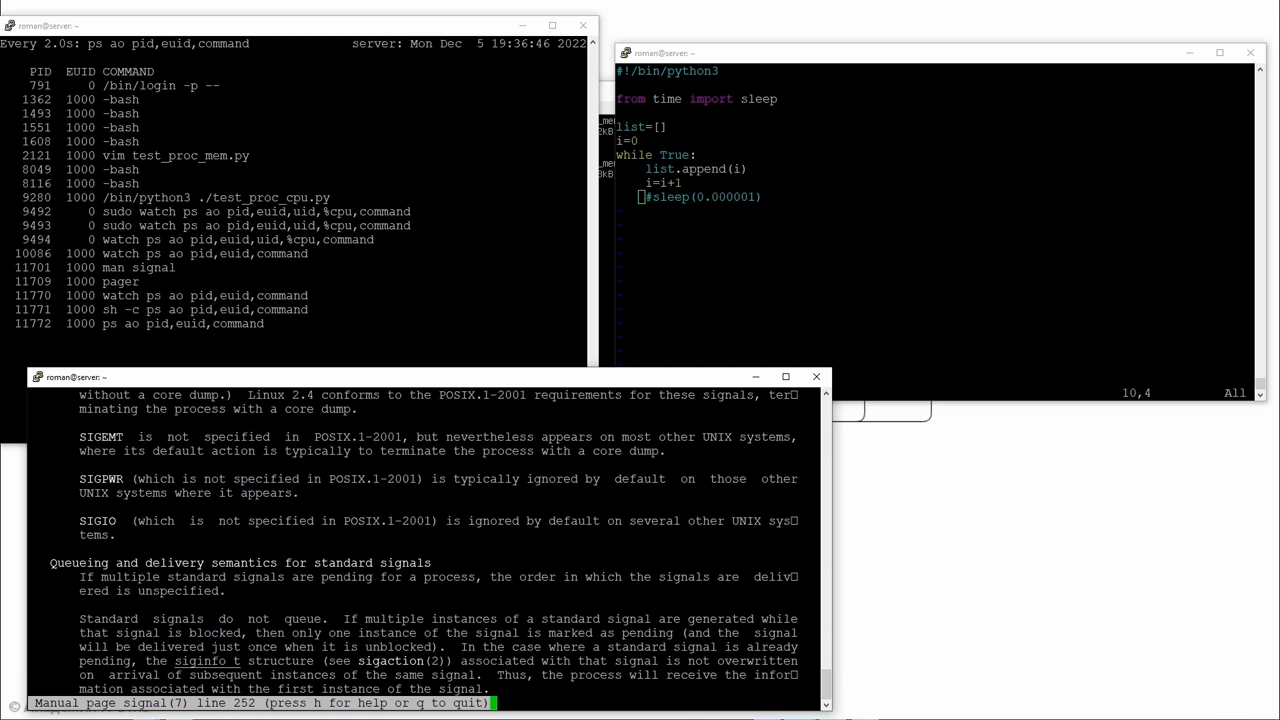 roman@server: ~
Every 2.0s: ps ao pid,euid,command server: Mon Dec 5 19:36:46 2022
PID EUID COMMAND
791 0 /bin/login -p --
1362 1000 -bash
1493 1000 -bash
1551 1000 -bash
1608 1000 -bash
2121 1000 vim test_proc_mem.py
8049 1000 -bash
8116 1000 -bash
9280 1000 /bin/python3 ./test_proc_cpu.py
9492 0 sudo watch ps ao pid,euid,uid,%cpu,command
9493 0 sudo watch ps ao pid,euid,uid,%cpu,command
9494 0 watch ps ao pid,euid,uid,%cpu,command
10086 1000 watch ps ao pid,euid,command
11701 1000 man signal
11709 1000 pager
11770 1000 watch ps ao pid,euid,command
11771 1000 sh -c ps ao pid,euid,command
11772 1000 ps ao pid,euid,command
roman@server: ~
#!/bin/python3
from time import sleep
list=[]
i=0
while True:
list.append(i)
i=i+1
#sleep(0.000001)
~
~
~
~
~
~
~
~
~
~
~
10,4 All
roman@server: ~
without a core dump.) Linux 2.4 conforms to the POSIX.1-2001 requirements for these signals, ter
minating the process with a core dump.
SIGEMT is not specified in POSIX.1-2001, but nevertheless appears on most other UNIX systems,
where its default action is typically to terminate the process with a core dump.
SIGPWR (which is not specified in POSIX.1-2001) is typically ignored by default on those other
UNIX systems where it appears.
SIGIO (which is not specified in POSIX.1-2001) is ignored by default on several other UNIX sys
tems.
Queueing and delivery semantics for standard signals
If multiple standard signals are pending for a process, the order in which the signals are deliv
ered is unspecified.
Standard signals do not queue. If multiple instances of a standard signal are generated while
that signal is blocked, then only one instance of the signal is marked as pending (and the signal
will be delivered just once when it is unblocked). In the case where a standard signal is already
pending, the siginfo_t structure (see sigaction(2)) associated with that signal is not overwritten
on arrival of subsequent instances of the same signal. Thus, the process will receive the infor
mation associated with the first instance of the signal.
Manual page signal(7) line 252 (press h for help or q to quit)